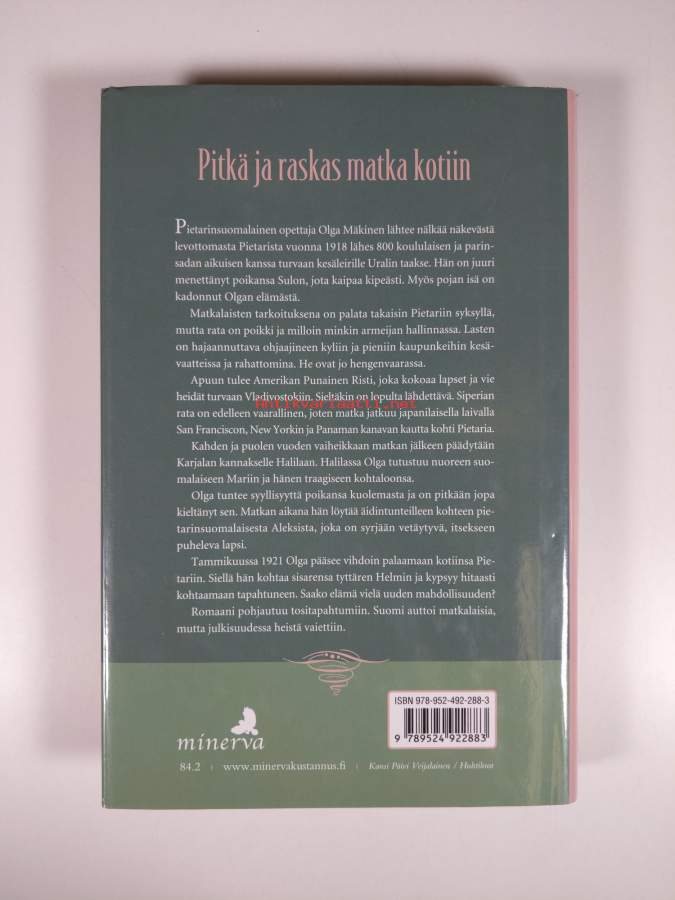 Pitkä ja raskas matka kotiin
Pietarinsuomalainen opettaja Olga Mäkinen lähtee nälkää näkevästä
levottomasta Pietarista vuonna 1918 lähes 800 koululaisen ja parin-
sadan aikuisen kanssa turvaan kesäleirille Uralin taakse. Hän on juuri
menettänyt poikansa Sulon, jota kaipaa kipeästi. Myös pojan isä on
kadonnut Olgan elämästä.
Matkalaisten tarkoituksena on palata takaisin Pietariin syksyllä,
mutta rata on poikki ja milloin minkin armeijan hallinnassa. Lasten
on hajaannuttava ohjaajineen kyliin ja pieniin kaupunkeihin kesä-
vaatteissa ja rahattomina. He ovat jo hengenvaarassa.
Apuun tulee Amerikan Punainen Risti, joka kokoaa lapset ja vie
heidät turvaan Vladivostokiin. Sieltäkin on lopulta lähdettävä. Siperian
antikvariaatti.net
rata on edelleen vaarallinen, joten matka jatkuu japanilaisella laivalla
San Franciscon, New Yorkin ja Panaman kanavan kautta kohti Pietaria.
Kahden ja puolen vuoden vaiheikkaan matkan jälkeen päädytään
Karjalan kannakselle Halilaan. Halilassa Olga tutustuu nuoreen suo-
malaiseen Mariin ja hänen traagiseen kohtaloonsa.
Olga tuntee syyllisyyttä poikansa kuolemasta ja on pitkään jopa
kieltänyt sen. Matkan aikana hän löytää äidintunteilleen kohteen pie-
tarinsuomalaisesta Aleksista, joka on syrjään vetäytyvä, itsekseen
puheleva lapsi.
Tammikuussa 1921 Olga pääsee vihdoin palaamaan kotiinsa Pie-
tariin. Siellä hän kohtaa sisarensa tyttären Helmin ja kypsyy hitaasti
kohtaamaan tapahtuneen. Saako elämä vielä uuden mahdollisuuden?
Romaani pohjautuu tositapahtumiin. Suomi auttoi matkalaisia,
mutta julkisuudessa heistä vaiettiin.
ISBN 978-952-492-288-3
9 789524 922883
minerva
84.2 | www.minervakustannus.fi | Kansi Päivi Veijalainen / Huhtikuu